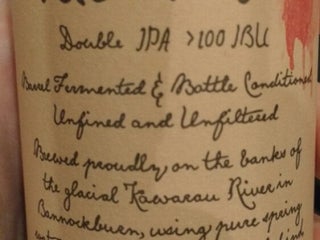 Double IPA >100 IBU
Barrel Fermented & Bottle Conditioned
Unfined and Unfiltered
Brewed proudly, on the banks of
the glacial Kawarau River in
Bannockburn, using pure spring